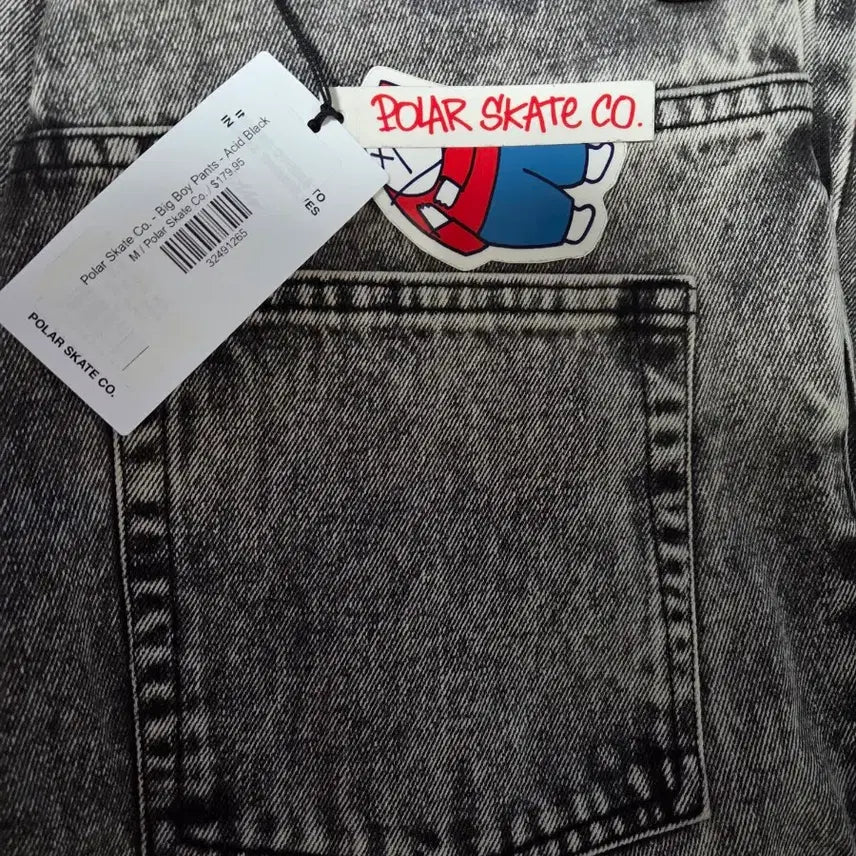 POLAR SKATE CO.
Polar Skate Co. - Big Boy Pants - Acid Black
M / Polar Skate Co. / $179.95
32491265
POLAR SKATE CO.